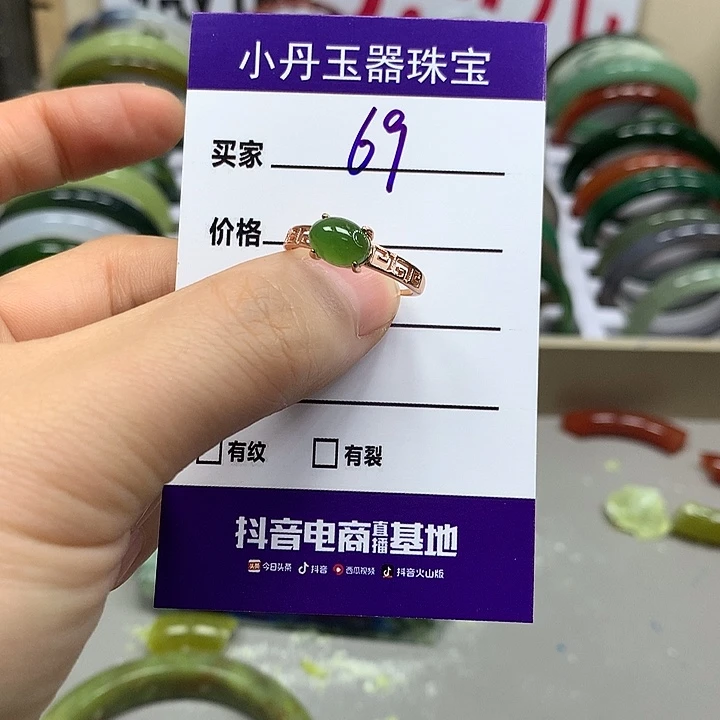 小丹玉器珠宝
买家 69
价格
有纹 有裂
抖音电商直播基地
今日头条 抖音 西瓜视频 抖音火山版